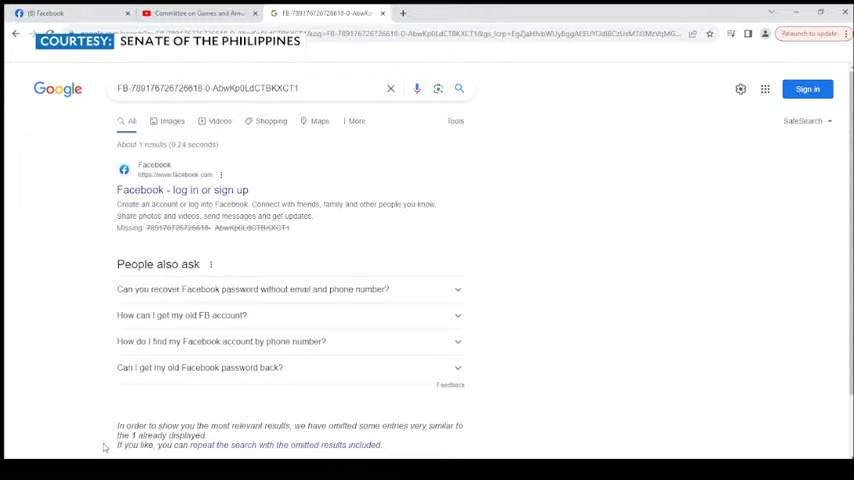 (8) Facebook
Committee on Games and Amu
FB-789176726726618-0-AbwKp
COURTESY: SENATE OF THE PHILIPPINES
Relaunch to update
Google
FB-789176726726618-0-AbwKp0LdCTBKXCT1
Sign in
All Images Videos Shopping Maps More Tools
SafeSearch
About 1 results (0.24 seconds)
Facebook
https://www.facebook.com
Facebook - log in or sign up
Create an account or log into Facebook. Connect with friends, family and other people you know.
Share photos and videos, send messages and get updates.
Missing: 789176726726618- AbwKp0LdCTBKXCT1
People also ask
Can you recover Facebook password without email and phone number?
How can I get my old FB account?
How do I find my Facebook account by phone number?
Can I get my old Facebook password back?
Feedback
In order to show you the most relevant results, we have omitted some entries very similar to
the 1 already displayed.
If you like, you can repeat the search with the omitted results included.